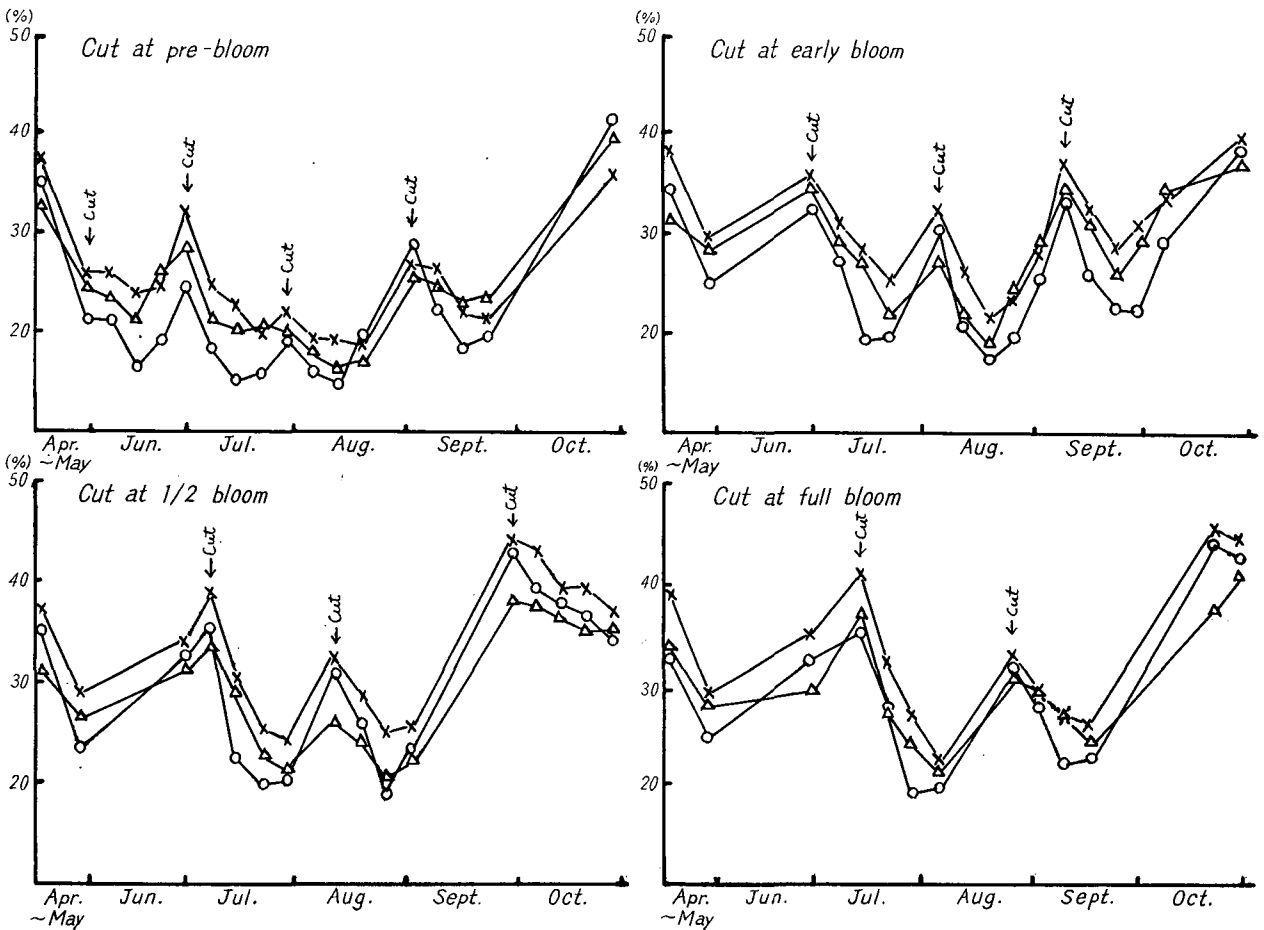 (%)
50
Cut at pre-bloom
40
30
20
←Cut
←Cut
←Cut
←Cut
Apr.
~May
Jun.
Jul.
Aug.
Sept.
Oct.
(%)
50
Cut at early bloom
40
30
20
←Cut
←Cut
←Cut
Apr.
~May
Jun.
Jul.
Aug.
Sept.
Oct.
(%)
50
Cut at 1/2 bloom
40
30
20
←Cut
←Cut
←Cut
Apr.
~May
Jun.
Jul.
Aug.
Sept.
Oct.
(%)
50
Cut at full bloom
40
30
20
←Cut
←Cut
Apr.
~May
Jun.
Jul.
Aug.
Sept.
Oct.